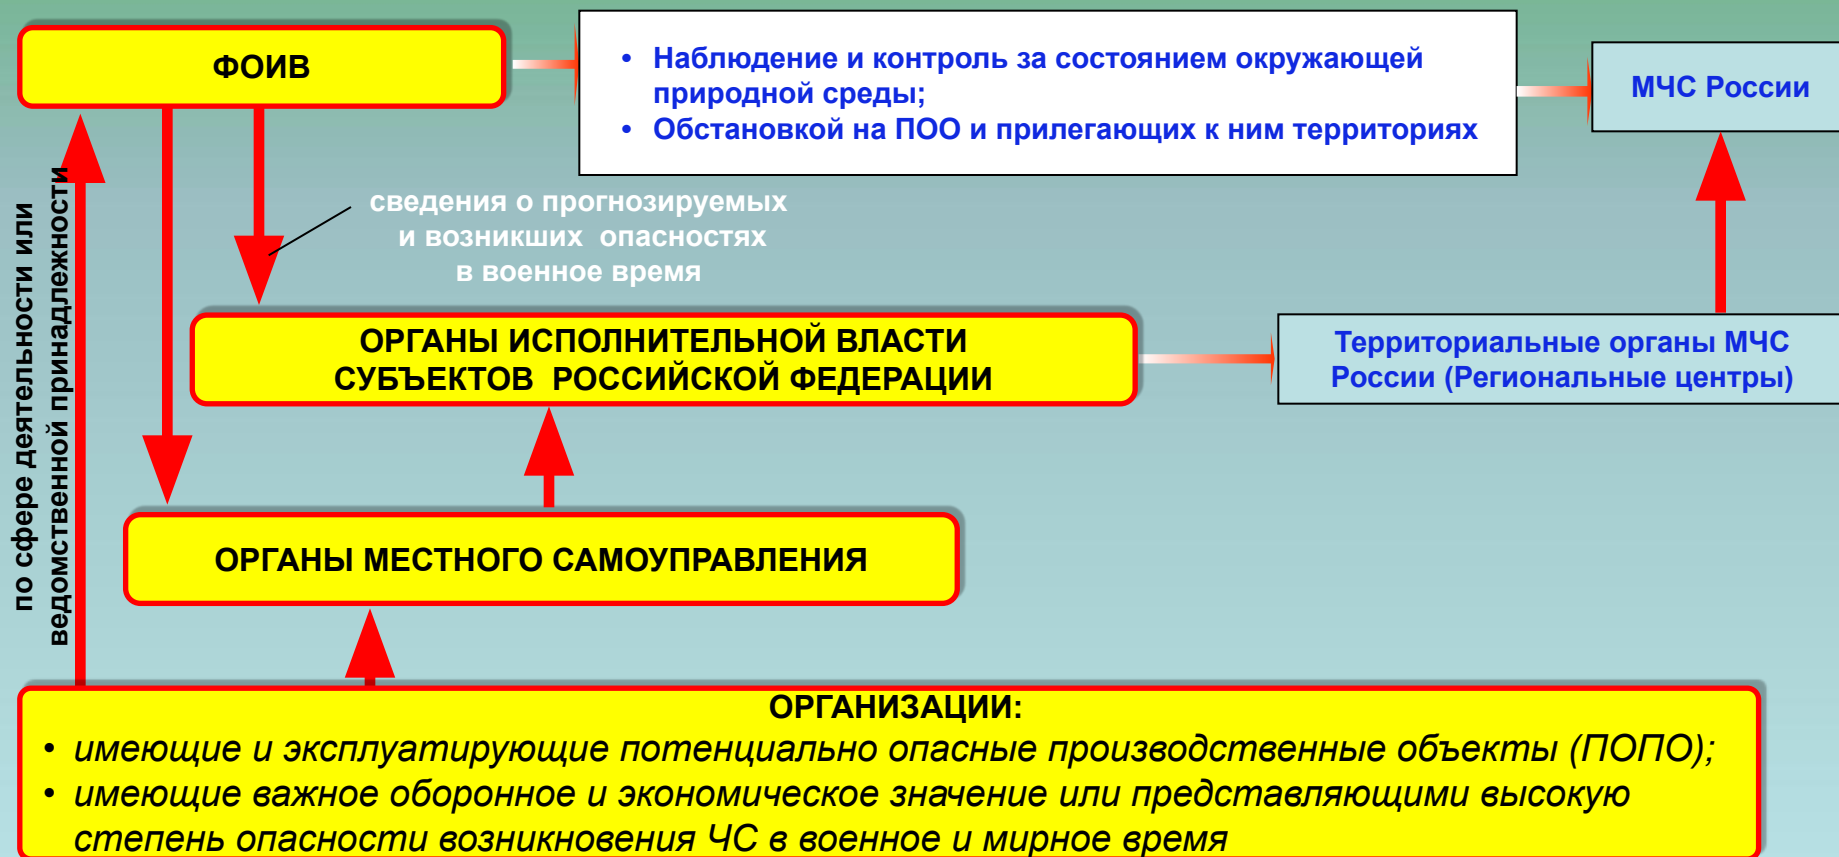 ФОИВ
• Наблюдение и контроль за состоянием окружающей
природной среды;
• Обстановкой на ПОО и прилегающих к ним территориях
МЧС России
сведения о прогнозируемых
и возникших опасностях
в военное время
по сфере деятельности или
ведомственной принадлежности
ОРГАНЫ ИСПОЛНИТЕЛЬНОЙ ВЛАСТИ
СУБЪЕКТОВ РОССИЙСКОЙ ФЕДЕРАЦИИ
Территориальные органы МЧС
России (Региональные центры)
ОРГАНЫ МЕСТНОГО САМОУПРАВЛЕНИЯ
ОРГАНИЗАЦИИ:
• имеющие и эксплуатирующие потенциально опасные производственные объекты (ПОПО);
• имеющие важное оборонное и экономическое значение или представляющими высокую
степень опасности возникновения ЧС в военное и мирное время